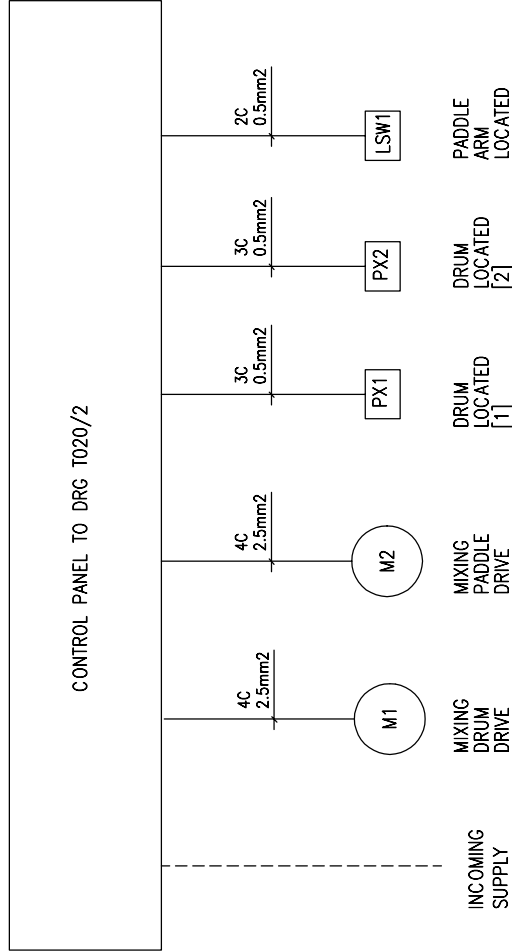 CONTROL PANEL TO DRG T020/2
4C
2.5mm2
4C
2.5mm2
3C
0.5mm2
3C
0.5mm2
2C
0.5mm2
M1
M2
PX1
PX2
LSW1
INCOMING
SUPPLY
MIXING
DRUM
DRIVE
MIXING
PADDLE
DRIVE
DRUM
LOCATED
[1]
DRUM
LOCATED
[2]
PADDLE
ARM
LOCATED